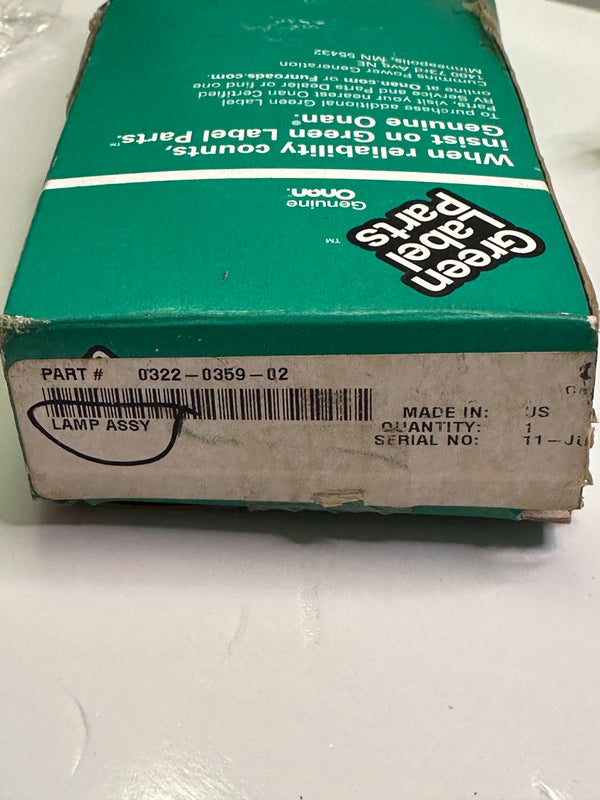 When reliability counts,
insist on Green Label Parts.™
Genuine Onan.®
To purchase additional Green Label
Parts, visit your nearest Onan Certified
RV Service and Parts Dealer or find one
online at Onan.com or Funroads.com.
Cummins Power Generation
1400 73rd Ave NE
Minneapolis, MN 55432
Green
Label
Parts
™
Genuine
Onan.
PART # 0322-0359-02
LAMP ASSY
MADE IN: US
QUANTITY: 1
SERIAL NO: 11-JU